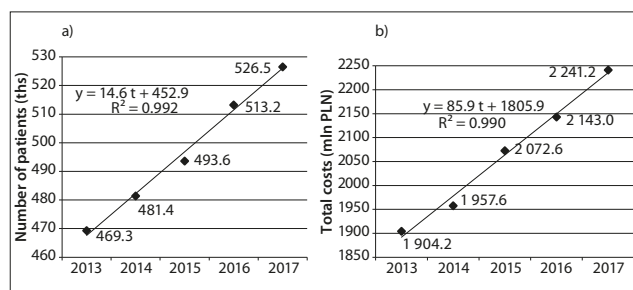 a)
Number of patients (ths)
530
520
510
500
490
480
470
460
y = 14.6 t + 452.9
R² = 0.992
526.5
513.2
493.6
481.4
469.3
2013 2014 2015 2016 2017
b)
Total costs (mln PLN)
2250
2200
2150
2100
2050
2000
1950
1900
1850
y = 85.9 t + 1805.9
R² = 0.990
2 241.2
2 143.0
2 072.6
1 957.6
1 904.2
2013 2014 2015 2016 2017